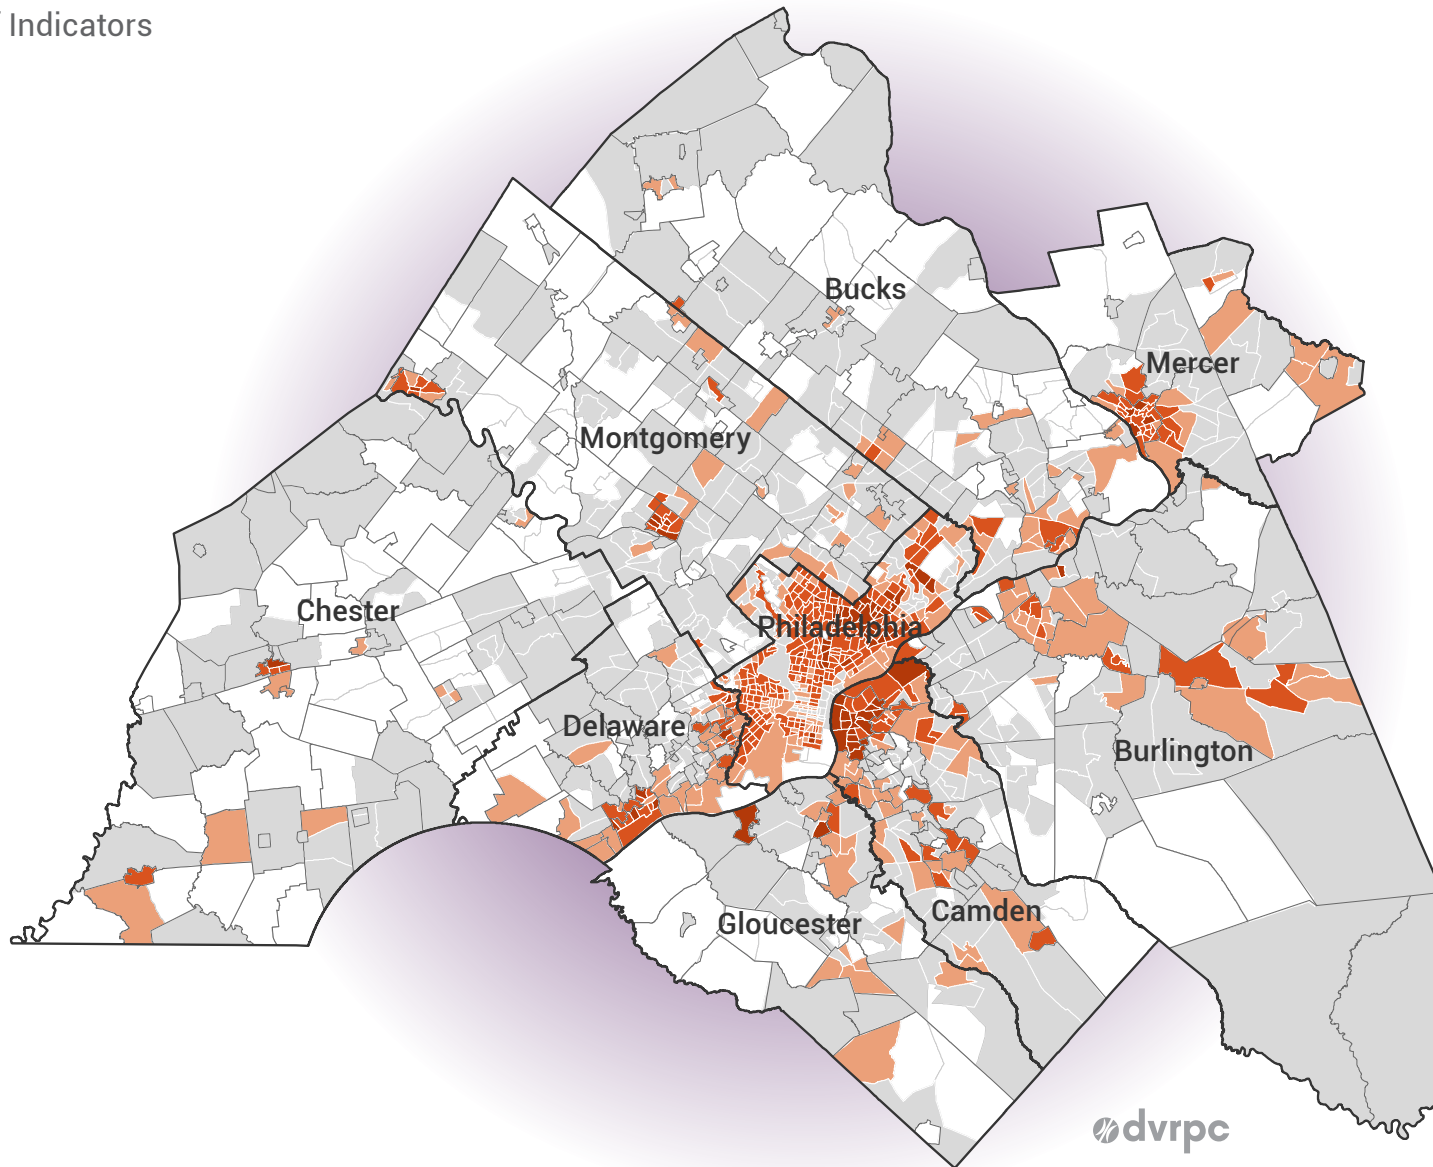 Indicators
Bucks
Mercer
Montgomery
Chester
Philadelphia
Delaware
Burlington
Camden
Gloucester
dvrpc